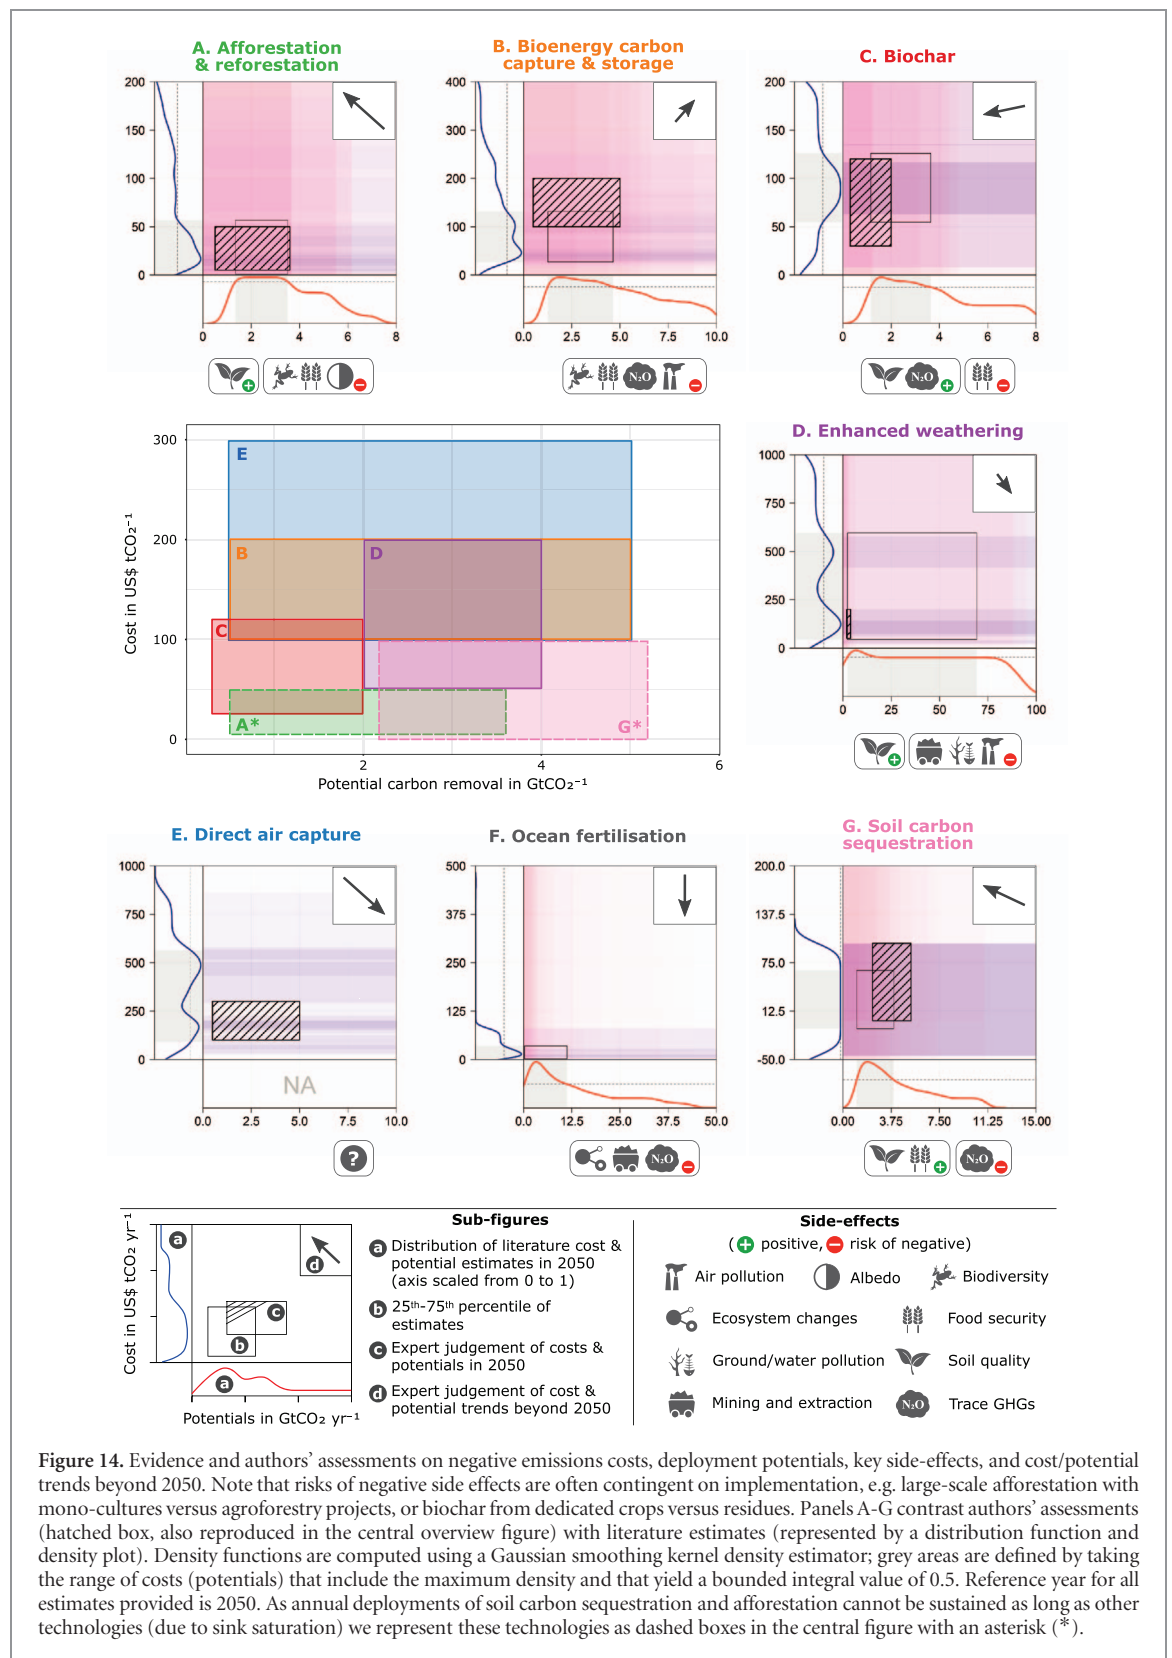 A. Afforestation
& reforestation
B. Bioenergy carbon
capture & storage
C. Biochar
200
150
100
50
0
0 2 4 6 8
400
300
200
100
0
0.0 2.5 5.0 7.5 10.0
N₂O
200
150
100
50
0
0 2 4 6 8
N₂O
Cost in US$ tCO₂⁻¹
300
200
100
0
E
B
D
C
A*
G*
2 4 6
Potential carbon removal in GtCO₂⁻¹
D. Enhanced weathering
1000
750
500
250
0
0 25 50 75 100
E. Direct air capture
1000
750
500
250
0
NA
0.0 2.5 5.0 7.5 10.0
?
F. Ocean fertilisation
500
375
250
125
0
0.0 12.5 25.0 37.5 50.0
N₂O
G. Soil carbon
sequestration
200.0
137.5
75.0
12.5
-50.0
0.00 3.75 7.50 11.25 15.00
N₂O
Cost in US$ tCO₂ yr⁻¹
a
d
c
b
a
Potentials in GtCO₂ yr⁻¹
Sub-figures
a Distribution of literature cost &
potential estimates in 2050
(axis scaled from 0 to 1)
b 25ᵗʰ-75ᵗʰ percentile of
estimates
c Expert judgement of costs &
potentials in 2050
d Expert judgement of cost &
potential trends beyond 2050
Side-effects
(+ positive, − risk of negative)
Air pollution Albedo Biodiversity
Ecosystem changes Food security
Ground/water pollution Soil quality
Mining and extraction N₂O Trace GHGs
Figure 14. Evidence and authors’ assessments on negative emissions costs, deployment potentials, key side-effects, and cost/potential
trends beyond 2050. Note that risks of negative side effects are often contingent on implementation, e.g. large-scale afforestation with
mono-cultures versus agroforestry projects, or biochar from dedicated crops versus residues. Panels A-G contrast authors’ assessments
(hatched box, also reproduced in the central overview figure) with literature estimates (represented by a distribution function and
density plot). Density functions are computed using a Gaussian smoothing kernel density estimator; grey areas are defined by taking
the range of costs (potentials) that include the maximum density and that yield a bounded integral value of 0.5. Reference year for all
estimates provided is 2050. As annual deployments of soil carbon sequestration and afforestation cannot be sustained as long as other
technologies (due to sink saturation) we represent these technologies as dashed boxes in the central figure with an asterisk (*).